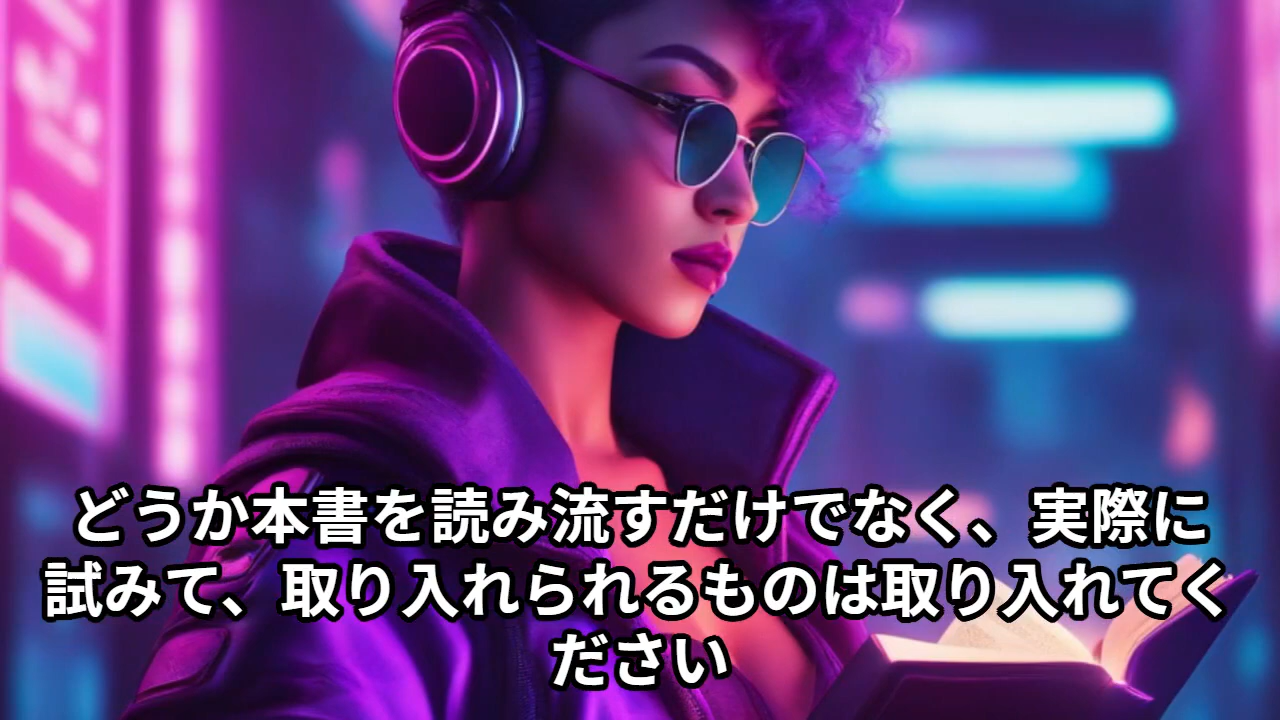 どうか本書を読み流すだけでなく、実際に
試みて、取り入れられるものは取り入れてく
ださい